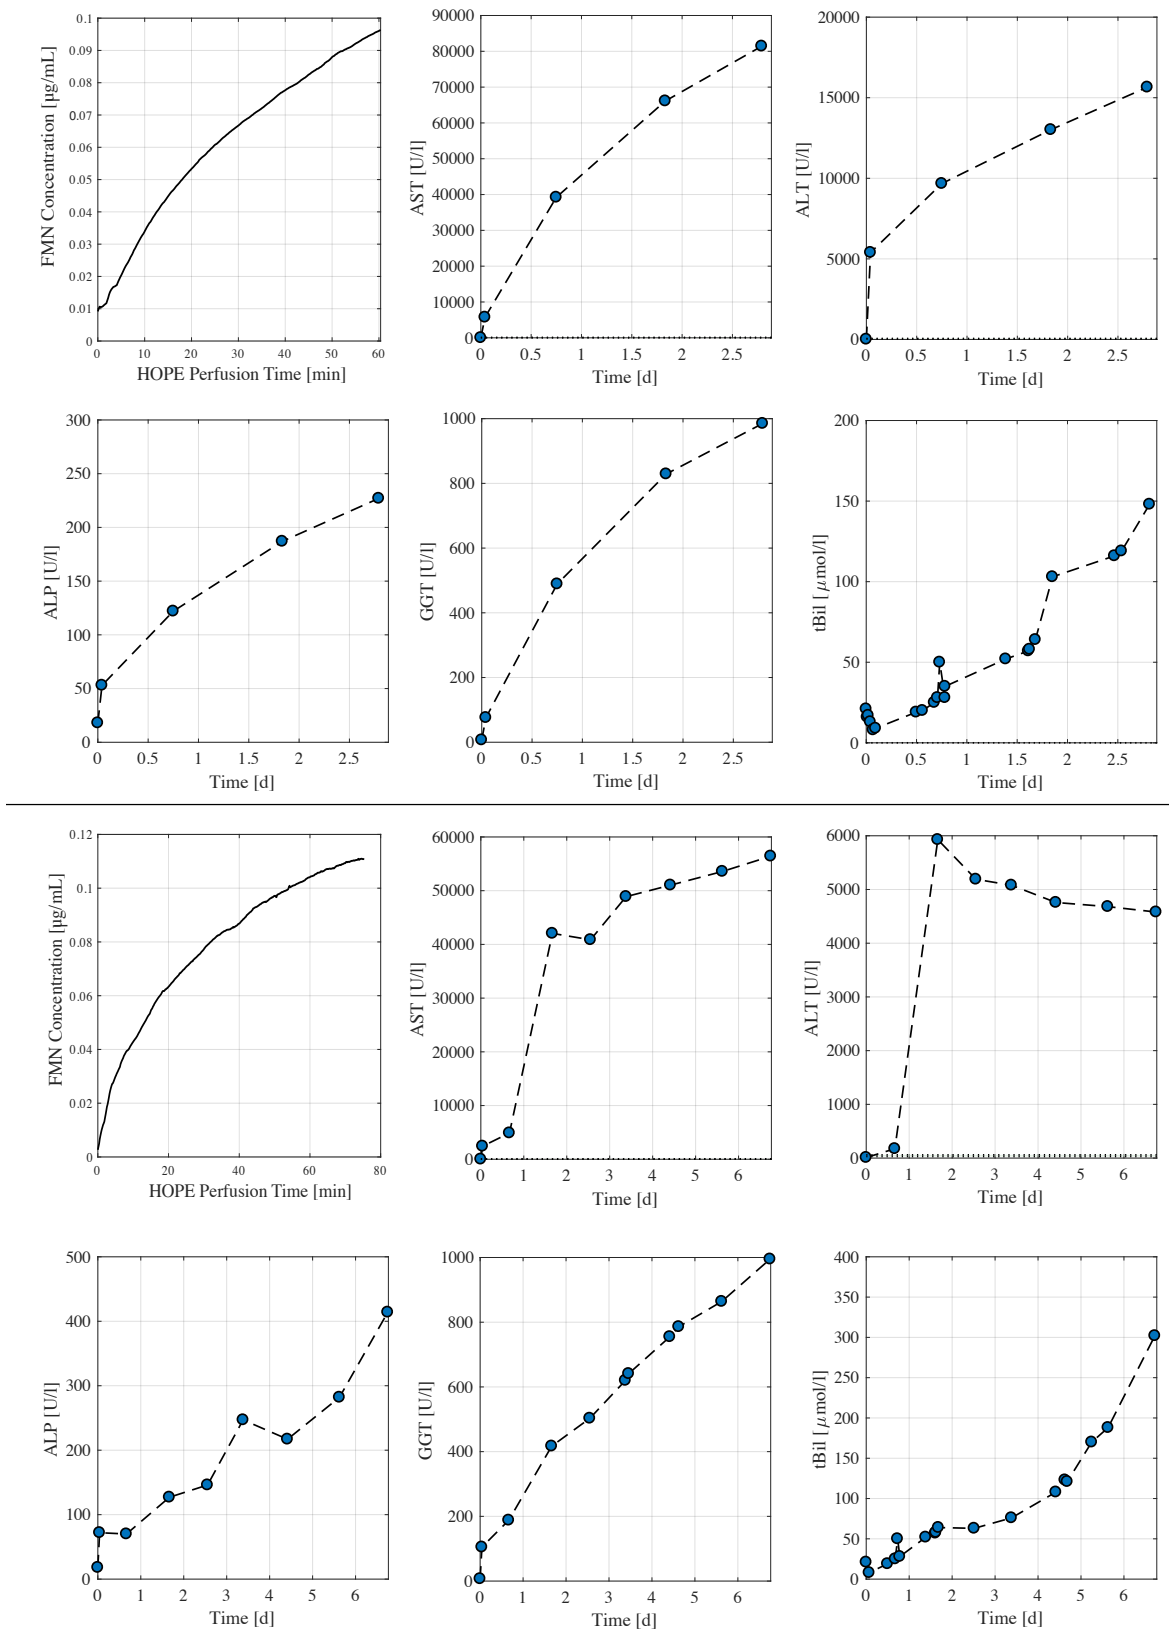 FMN Concentration [μg/mL]
0.1
0.09
0.08
0.07
0.06
0.05
0.04
0.03
0.02
0.01
0
0 10 20 30 40 50 60
HOPE Perfusion Time [min]
AST [U/l]
90000
80000
70000
60000
50000
40000
30000
20000
10000
0
0 0.5 1 1.5 2 2.5
Time [d]
ALT [U/l]
20000
15000
10000
5000
0
0 0.5 1 1.5 2 2.5
Time [d]
ALP [U/l]
300
250
200
150
100
50
0
0 0.5 1 1.5 2 2.5
Time [d]
GGT [U/l]
1000
800
600
400
200
0
0 0.5 1 1.5 2 2.5
Time [d]
tBil [ μmol/l]
200
150
100
50
0
0 0.5 1 1.5 2 2.5
Time [d]
FMN Concentration [μg/mL]
0.12
0.1
0.08
0.06
0.04
0.02
0
0 20 40 60 80
HOPE Perfusion Time [min]
AST [U/l]
60000
50000
40000
30000
20000
10000
0
0 1 2 3 4 5 6
Time [d]
ALT [U/l]
6000
5000
4000
3000
2000
1000
0
0 1 2 3 4 5 6
Time [d]
ALP [U/l]
500
400
300
200
100
0
0 1 2 3 4 5 6
Time [d]
GGT [U/l]
1000
800
600
400
200
0
0 1 2 3 4 5 6
Time [d]
tBil [ μmol/l]
400
350
300
250
200
150
100
50
0
0 1 2 3 4 5 6
Time [d]